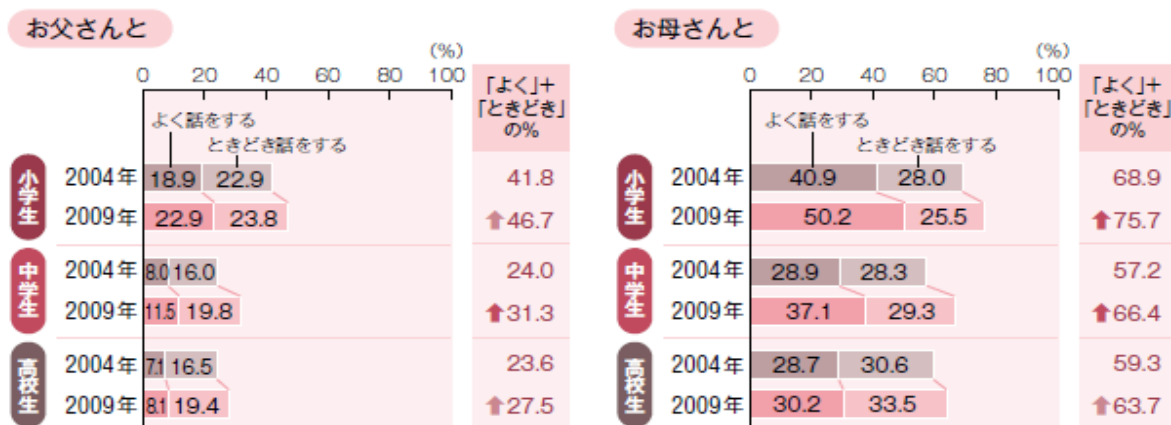 お父さんと
(%)
0 20 40 60 80 100
「よく」+
「ときどき」
の%
よく話をする
ときどき話をする
小学生
2004年 18.9 22.9 41.8
2009年 22.9 23.8 ↑46.7
中学生
2004年 8.0 16.0 24.0
2009年 11.5 19.8 ↑31.3
高校生
2004年 7.1 16.5 23.6
2009年 8.1 19.4 ↑27.5
お母さんと
(%)
0 20 40 60 80 100
「よく」+
「ときどき」
の%
よく話をする
ときどき話をする
小学生
2004年 40.9 28.0 68.9
2009年 50.2 25.5 ↑75.7
中学生
2004年 28.9 28.3 57.2
2009年 37.1 29.3 ↑66.4
高校生
2004年 28.7 30.6 59.3
2009年 30.2 33.5 ↑63.7